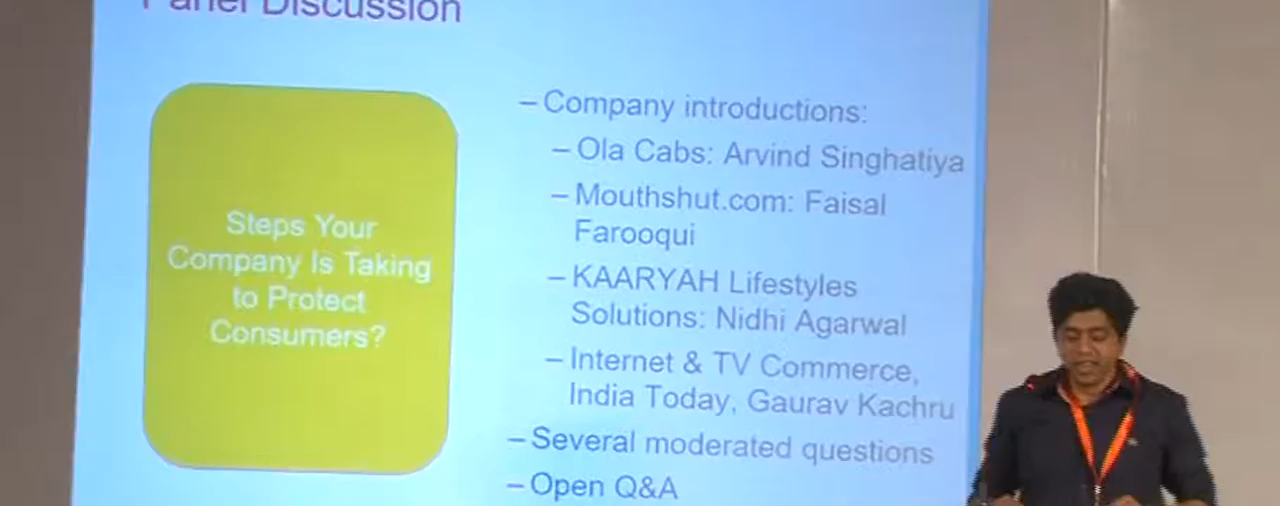 Panel Discussion
Steps Your
Company Is Taking
to Protect
Consumers?
– Company introductions:
– Ola Cabs: Arvind Singhatiya
– Mouthshut.com: Faisal
Farooqui
– KAARYAH Lifestyles
Solutions: Nidhi Agarwal
– Internet & TV Commerce,
India Today, Gaurav Kachru
– Several moderated questions
– Open Q&A